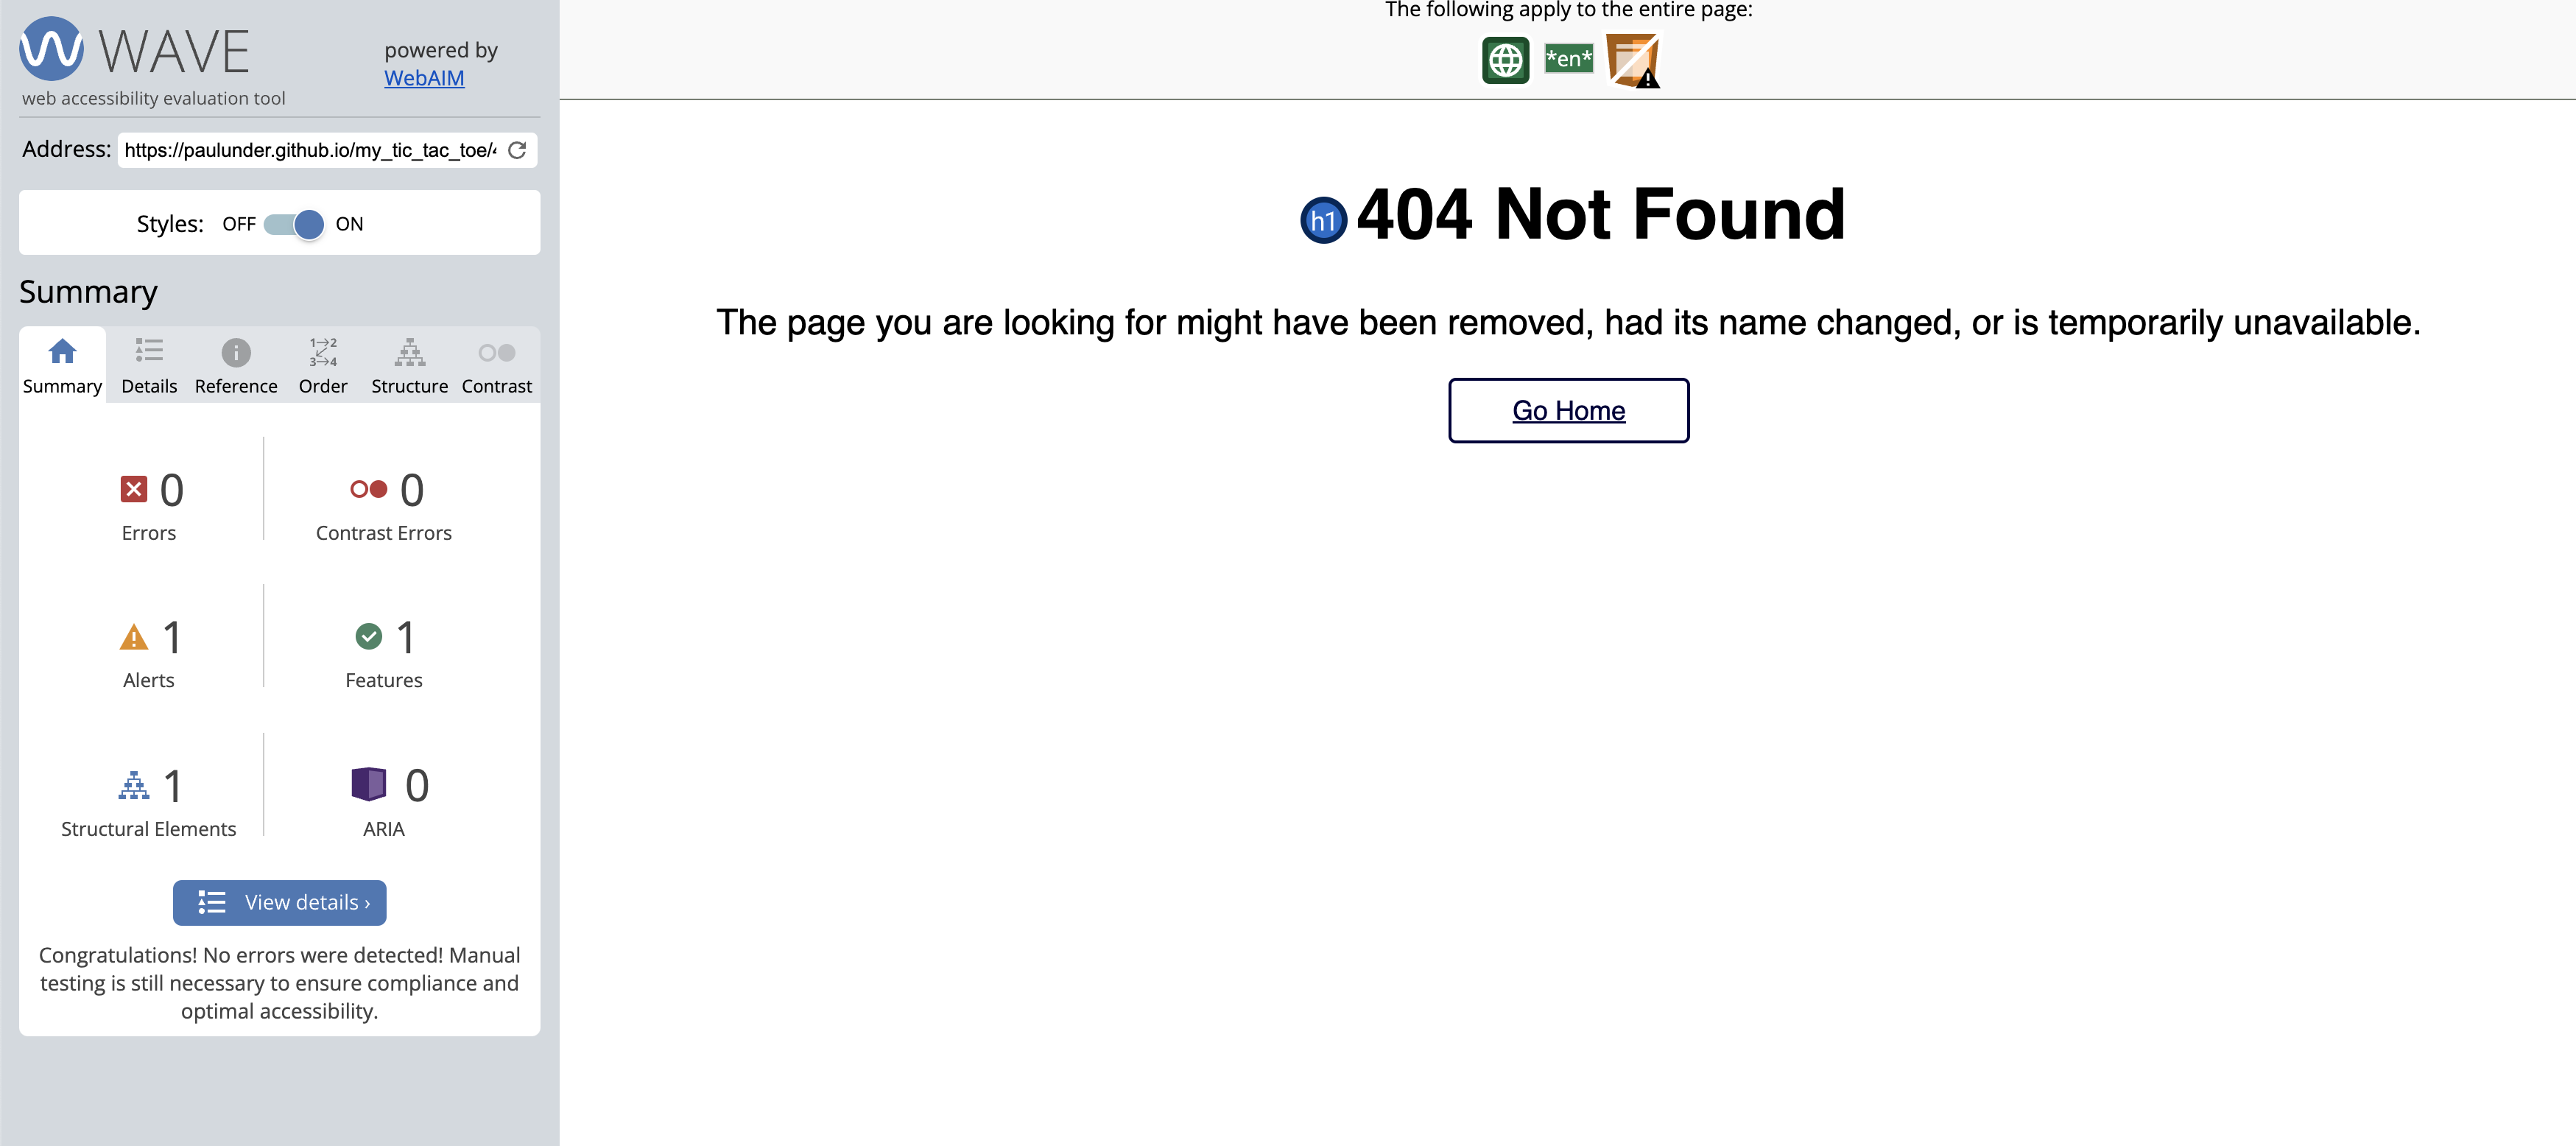 WAVE
web accessibility evaluation tool
powered by
WebAIM
Address: https://paulunder.github.io/my_tic_tac_toe/
Styles: OFF ON
Summary
1 2
3 4
Summary Details Reference Order Structure Contrast
0
Errors
0
Contrast Errors
1
Alerts
1
Features
1
Structural Elements
0
ARIA
View details ›
Congratulations! No errors were detected! Manual
testing is still necessary to ensure compliance and
optimal accessibility.
The following apply to the entire page:
*en*
h1 404 Not Found
The page you are looking for might have been removed, had its name changed, or is temporarily unavailable.
Go Home